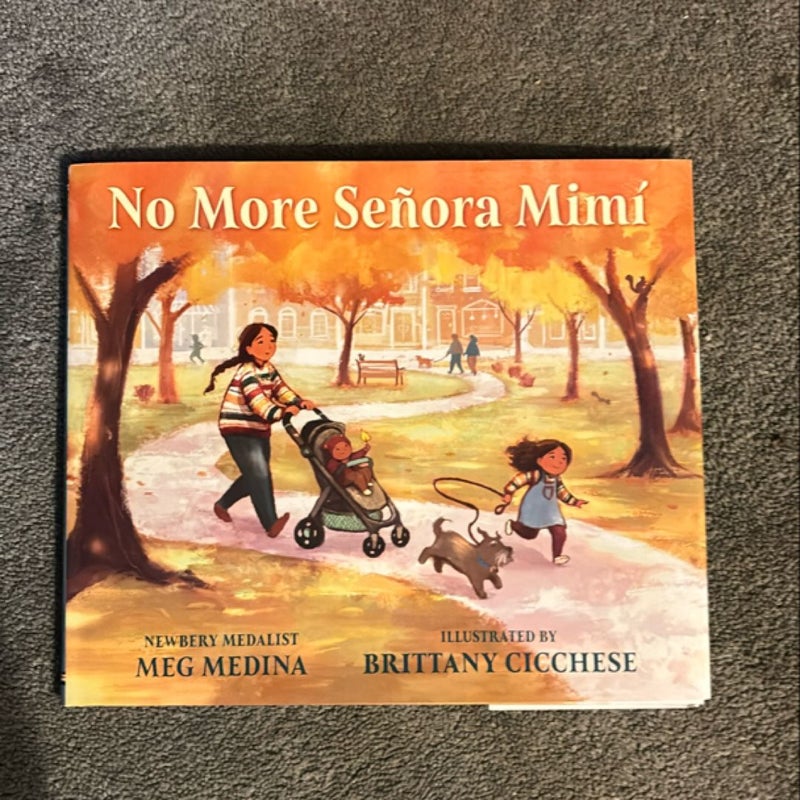 No More Señora Mimí
NEWBERY MEDALIST
MEG MEDINA
ILLUSTRATED BY
BRITTANY CICCHESE